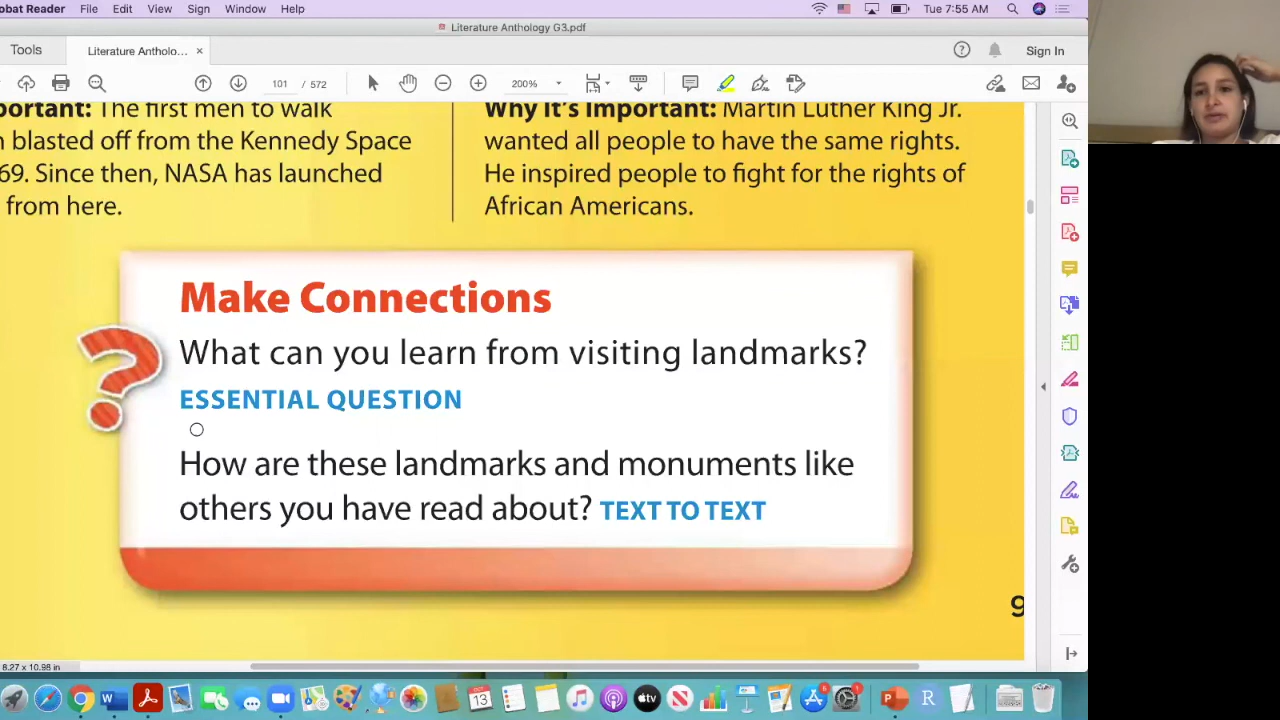 obat Reader File Edit View Sign Window Help Tue 7:55 AM
Literature Anthology G3.pdf
Tools Literature Antholo... × Sign In
101 / 572 200%
portant: The first men to walk
n blasted off from the Kennedy Space
69. Since then, NASA has launched
from here.
Why It's Important: Martin Luther King Jr.
wanted all people to have the same rights.
He inspired people to fight for the rights of
African Americans.
Make Connections
?
What can you learn from visiting landmarks?
ESSENTIAL QUESTION
How are these landmarks and monuments like
others you have read about? TEXT TO TEXT
9
8.27 x 10.98 in
OCT
13
tv
R